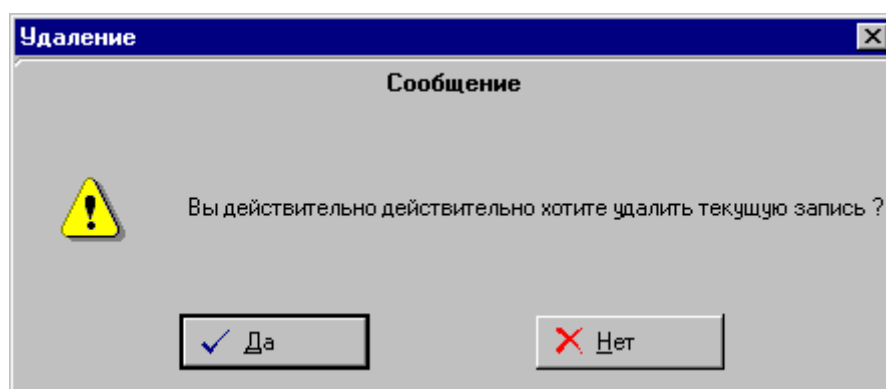 Удаление
Сообщение
Вы действительно действительно хотите удалить текущую запись ?
Да
Нет